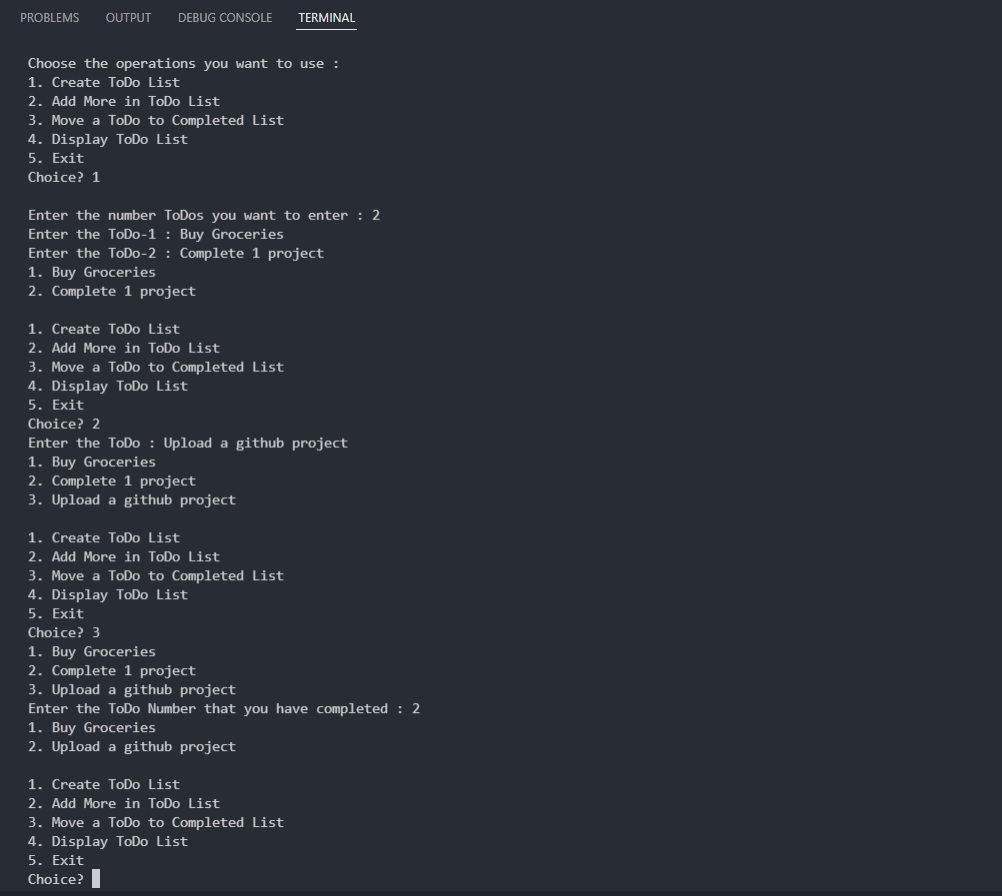 PROBLEMS OUTPUT DEBUG CONSOLE TERMINAL
Choose the operations you want to use :
1. Create ToDo List
2. Add More in ToDo List
3. Move a ToDo to Completed List
4. Display ToDo List
5. Exit
Choice? 1
Enter the number ToDos you want to enter : 2
Enter the ToDo-1 : Buy Groceries
Enter the ToDo-2 : Complete 1 project
1. Buy Groceries
2. Complete 1 project
1. Create ToDo List
2. Add More in ToDo List
3. Move a ToDo to Completed List
4. Display ToDo List
5. Exit
Choice? 2
Enter the ToDo : Upload a github project
1. Buy Groceries
2. Complete 1 project
3. Upload a github project
1. Create ToDo List
2. Add More in ToDo List
3. Move a ToDo to Completed List
4. Display ToDo List
5. Exit
Choice? 3
1. Buy Groceries
2. Complete 1 project
3. Upload a github project
Enter the ToDo Number that you have completed : 2
1. Buy Groceries
2. Upload a github project
1. Create ToDo List
2. Add More in ToDo List
3. Move a ToDo to Completed List
4. Display ToDo List
5. Exit
Choice?